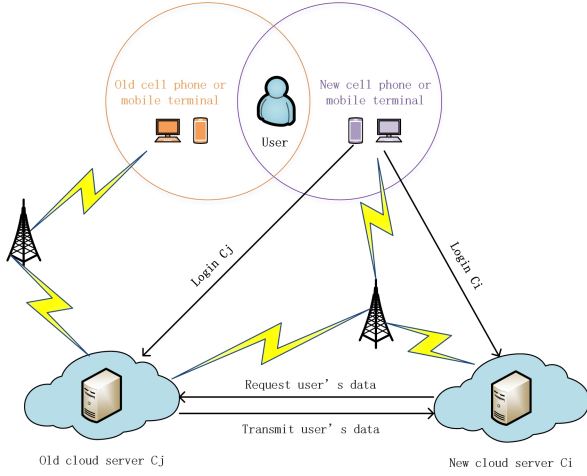 Old cell phone or
mobile terminal
New cell phone or
mobile terminal
User
Login Cj
Login Ci
Request user's data
Transmit user's data
Old cloud server Cj
New cloud server Ci